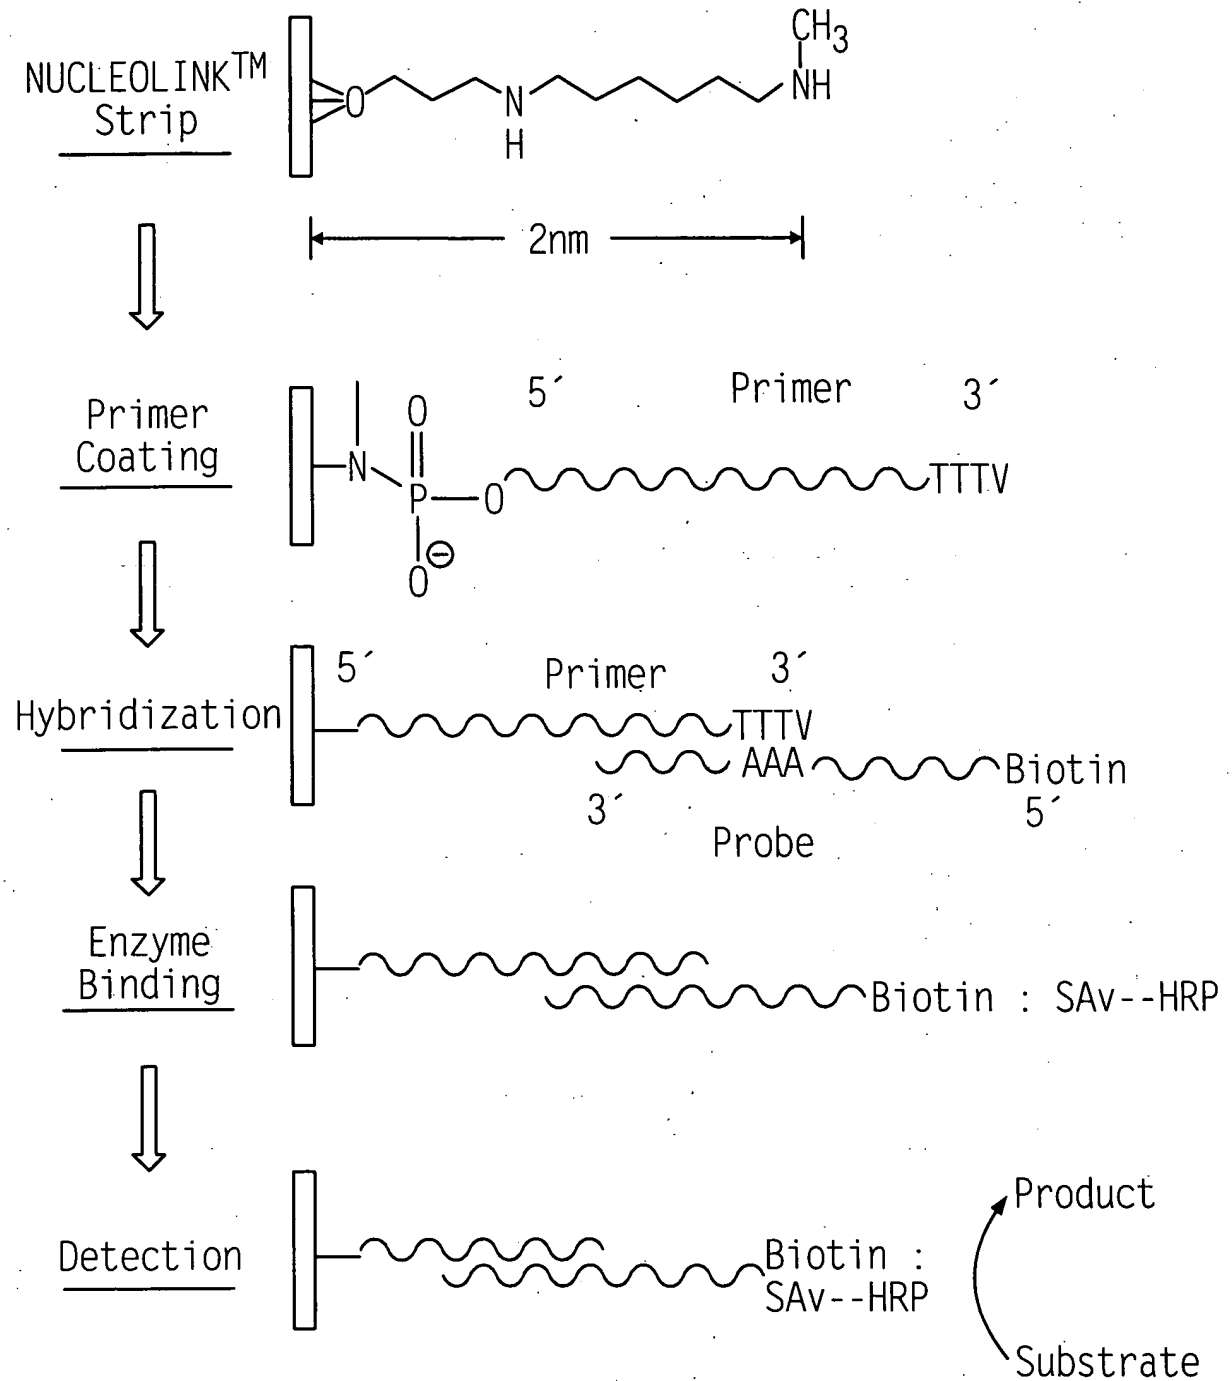 NUCLEOLINK™
Strip
CH3
NH
O
N
H
2nm
Primer
Coating
5´ Primer 3´
O
N
P
O
TTTV
O
⊖
Hybridization
5´ Primer 3´
TTTV
AAA
Biotin
3´
5´
Probe
Enzyme
Binding
Biotin : SAv--HRP
Detection
Biotin :
SAv--HRP
Product
Substrate